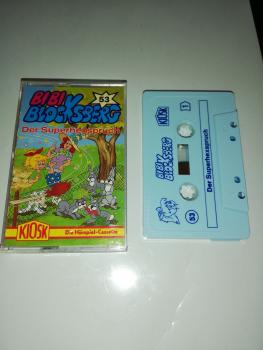 BIBI
BLOCKSBERG
53
Der Superhexspruch
KIOSK
Die Hörspiel-Cassette
KIOSK
1
BIBI
BLOCKSBERG
53
Der Superhexspruch